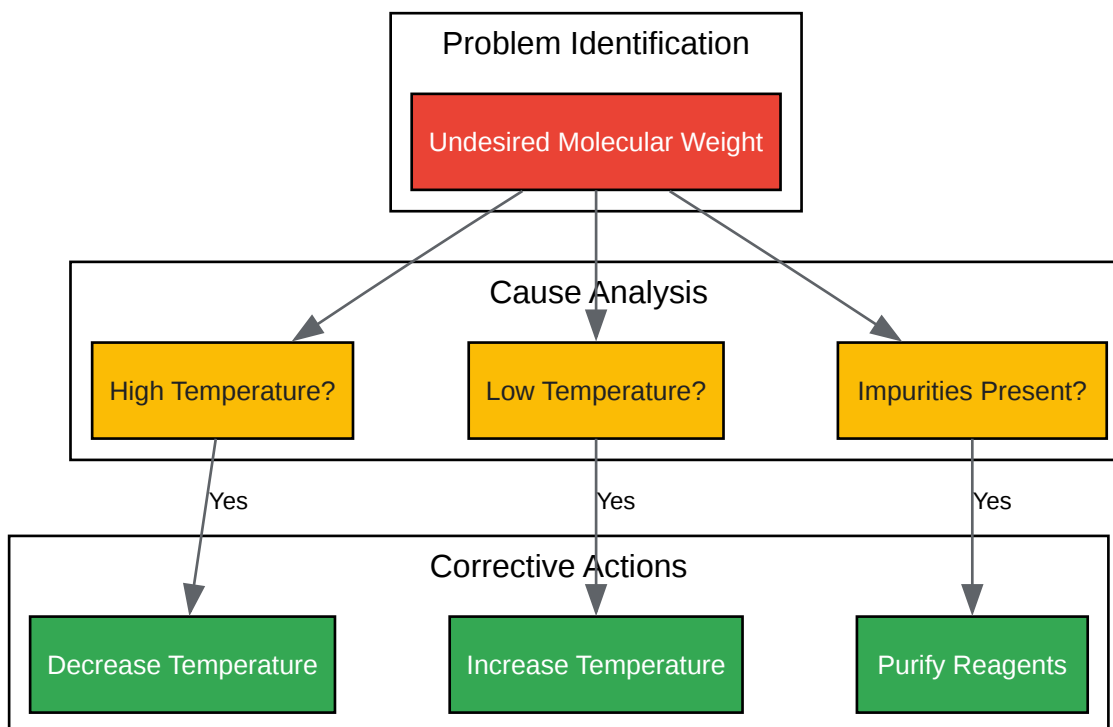 Problem Identification
Undesired Molecular Weight
Cause Analysis
High Temperature?
Low Temperature?
Impurities Present?
Yes
Yes
Yes
Corrective Actions
Decrease Temperature
Increase Temperature
Purify Reagents